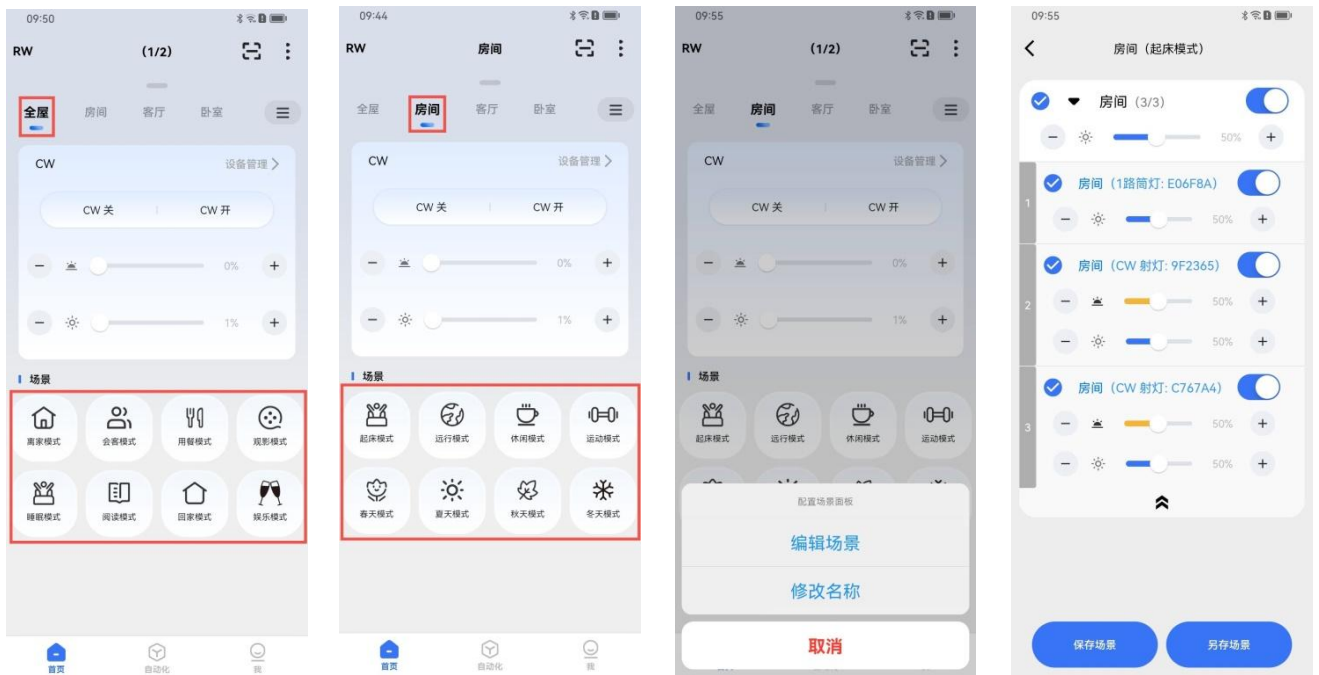 09:50
RW (1/2)
全屋 房间 客厅 卧室
CW 设备管理
CW 关 CW 开
0%
1%
场景
离家模式 会客模式 用餐模式 观影模式
睡眠模式 阅读模式 回家模式 娱乐模式
首页 自动化 我
09:44
RW 房间
全屋 房间 客厅 卧室
CW 设备管理
CW 关 CW 开
0%
1%
场景
起床模式 远行模式 休闲模式 运动模式
春天模式 夏天模式 秋天模式 冬天模式
首页 自动化 我
09:55
RW (1/2)
全屋 房间 客厅 卧室
CW 设备管理
CW 关 CW 开
0%
1%
场景
起床模式 远行模式 休闲模式 运动模式
配置场景面板
编辑场景
修改名称
取消
09:55
房间（起床模式）
房间（3/3）
50%
1
房间（1路筒灯: E06F8A）
50%
2
房间（CW 射灯: 9F2365）
50%
50%
3
房间（CW 射灯: C767A4）
50%
50%
保存场景 另存场景